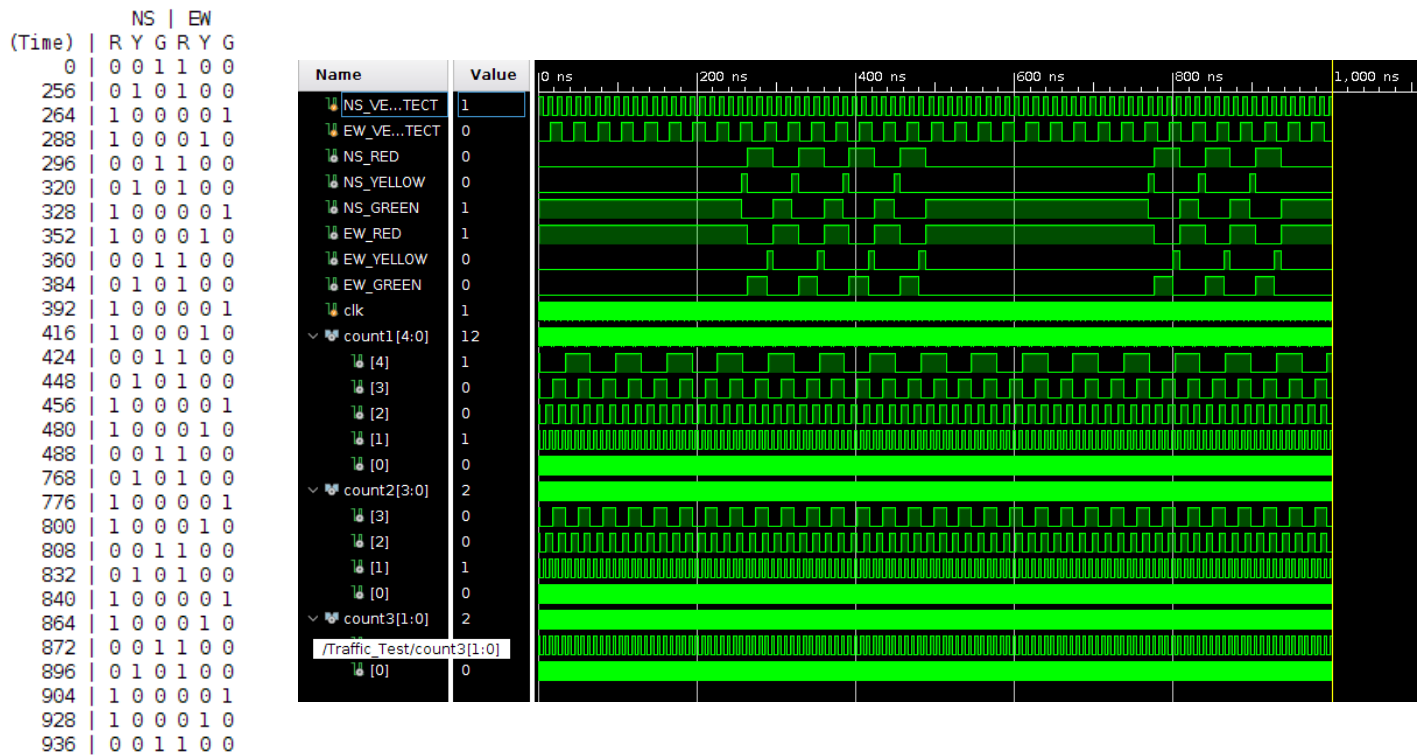 NS | EW
(Time) | R Y G R Y G
0 | 0 0 1 1 0 0
256 | 0 1 0 1 0 0
264 | 1 0 0 0 0 1
288 | 1 0 0 0 1 0
296 | 0 0 1 1 0 0
320 | 0 1 0 1 0 0
328 | 1 0 0 0 0 1
352 | 1 0 0 0 1 0
360 | 0 0 1 1 0 0
384 | 0 1 0 1 0 0
392 | 1 0 0 0 0 1
416 | 1 0 0 0 1 0
424 | 0 0 1 1 0 0
448 | 0 1 0 1 0 0
456 | 1 0 0 0 0 1
480 | 1 0 0 0 1 0
488 | 0 0 1 1 0 0
768 | 0 1 0 1 0 0
776 | 1 0 0 0 0 1
800 | 1 0 0 0 1 0
808 | 0 0 1 1 0 0
832 | 0 1 0 1 0 0
840 | 1 0 0 0 0 1
864 | 1 0 0 0 1 0
872 | 0 0 1 1 0 0
896 | 0 1 0 1 0 0
904 | 1 0 0 0 0 1
928 | 1 0 0 0 1 0
936 | 0 0 1 1 0 0
Name Value 0 ns 200 ns 400 ns 600 ns 800 ns 1,000 ns
NS_VE...TECT 1
EW_VE...TECT 0
NS_RED 0
NS_YELLOW 0
NS_GREEN 1
EW_RED 1
EW_YELLOW 0
EW_GREEN 0
clk 1
count1[4:0] 12
[4] 1
[3] 0
[2] 0
[1] 1
[0] 0
count2[3:0] 2
[3] 0
[2] 0
[1] 1
[0] 0
count3[1:0] 2
/Traffic_Test/count3[1:0]
[0] 0